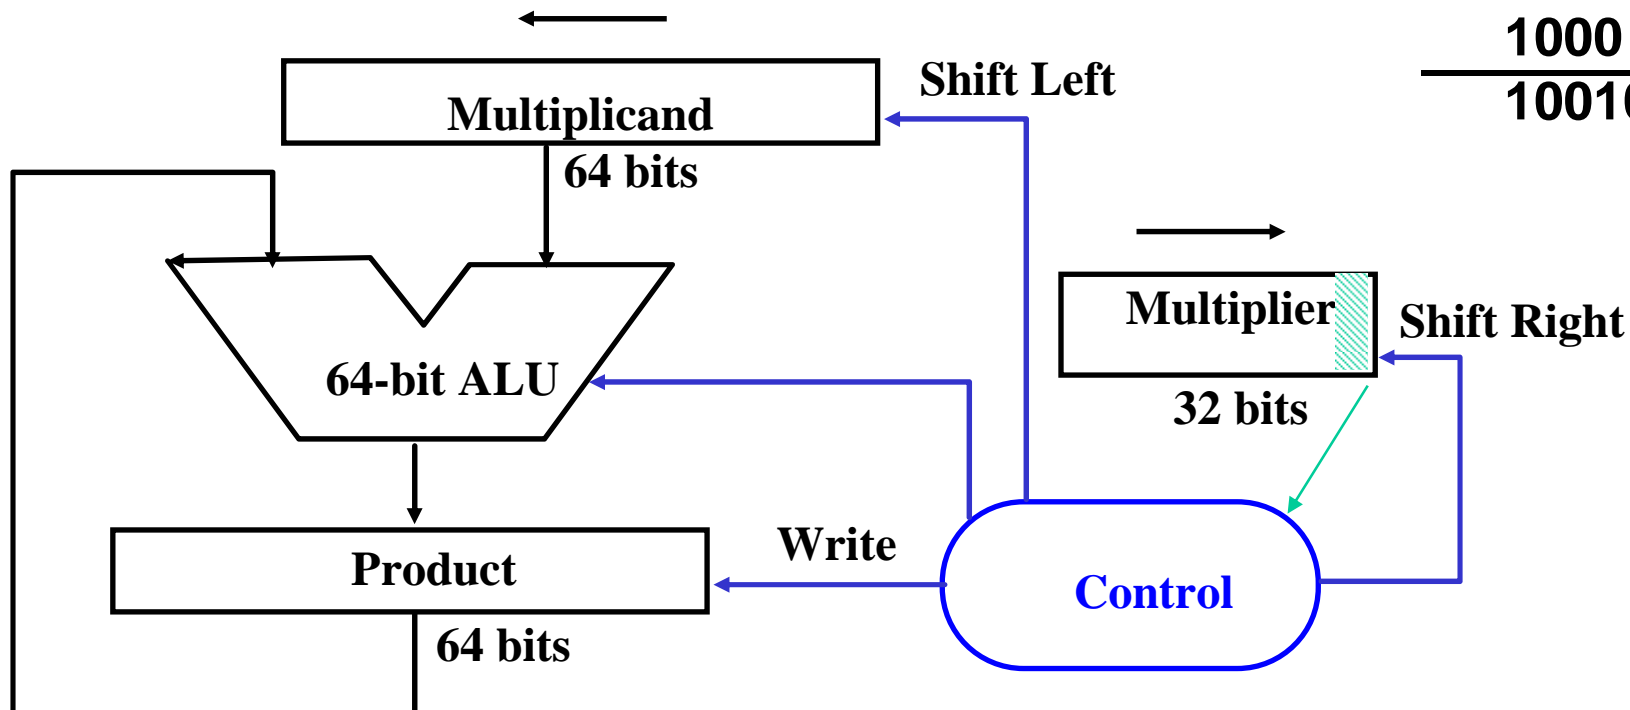 1000
Shift Left
Multiplicand
64 bits
Multiplier
Shift Right
64-bit ALU
32 bits
Write
Product
Control
64 bits